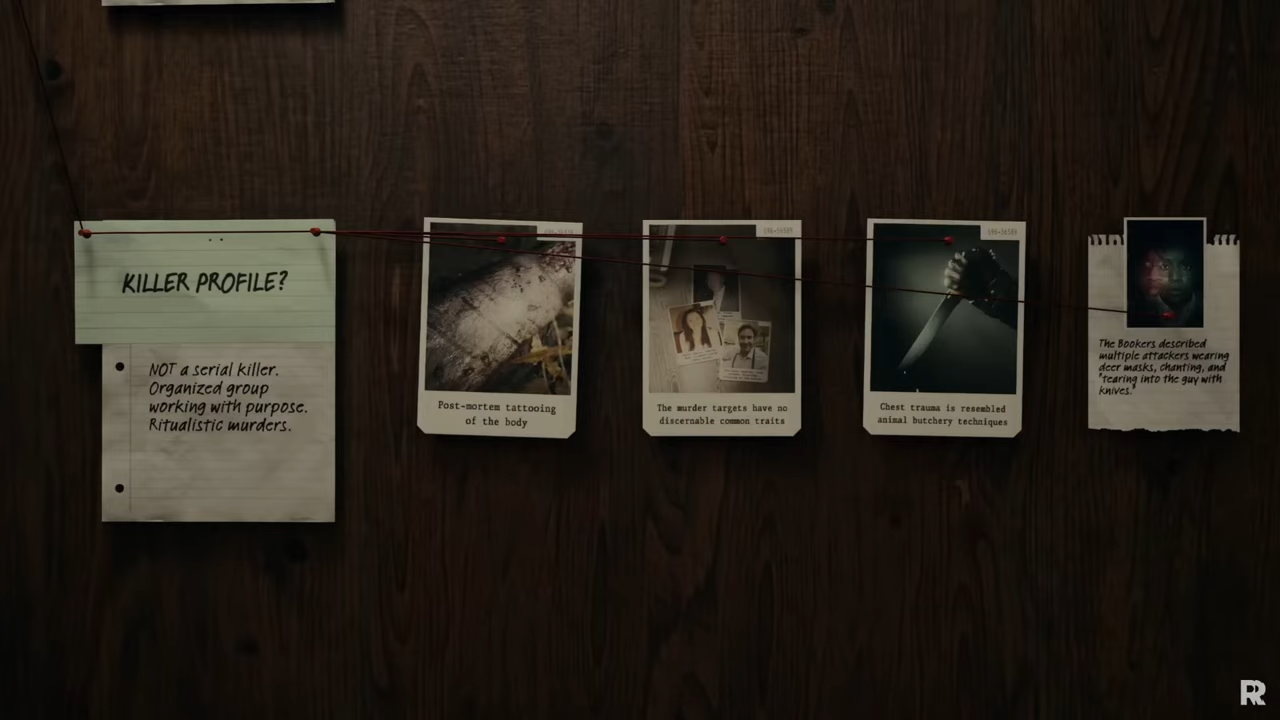 KILLER PROFILE?
NOT a serial killer.
Organized group
working with purpose.
Ritualistic murders.
Post-mortem tattooing
of the body
The murder targets have no
discernable common traits
Chest trauma is resembled
animal butchery techniques
The Bookers described
multiple attackers wearing
deer masks, chanting, and
"tearing into the guy with
knives."